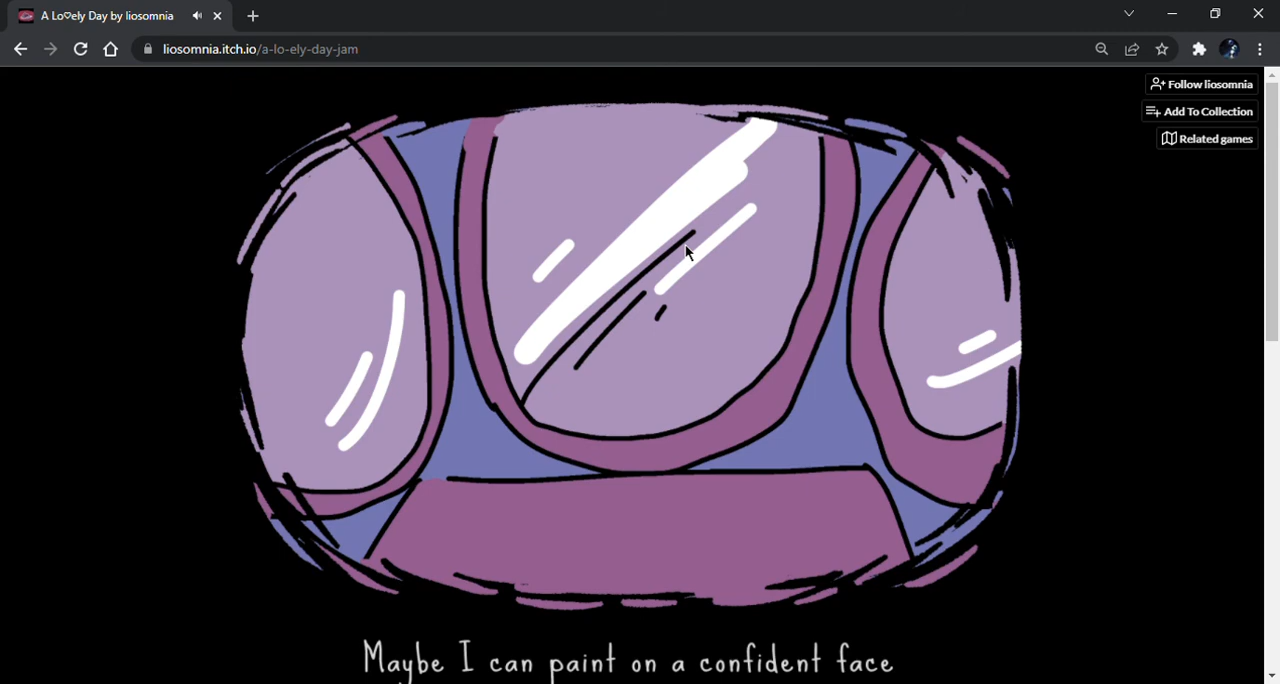 A Lo♡ely Day by liosomnia
liosomnia.itch.io/a-lo-ely-day-jam
Follow liosomnia
Add To Collection
Related games
Maybe I can paint on a confident face